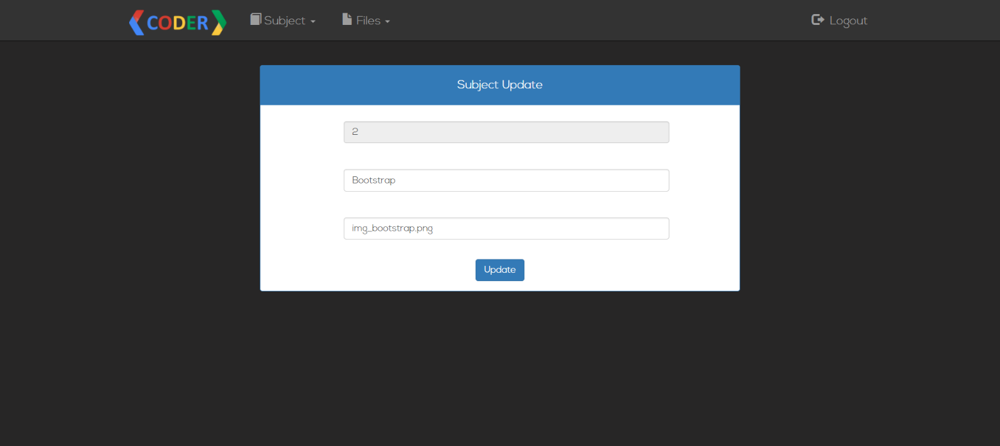 CODER
Subject
Files
Logout
Subject Update
2
Bootstrap
img_bootstrap.png
Update